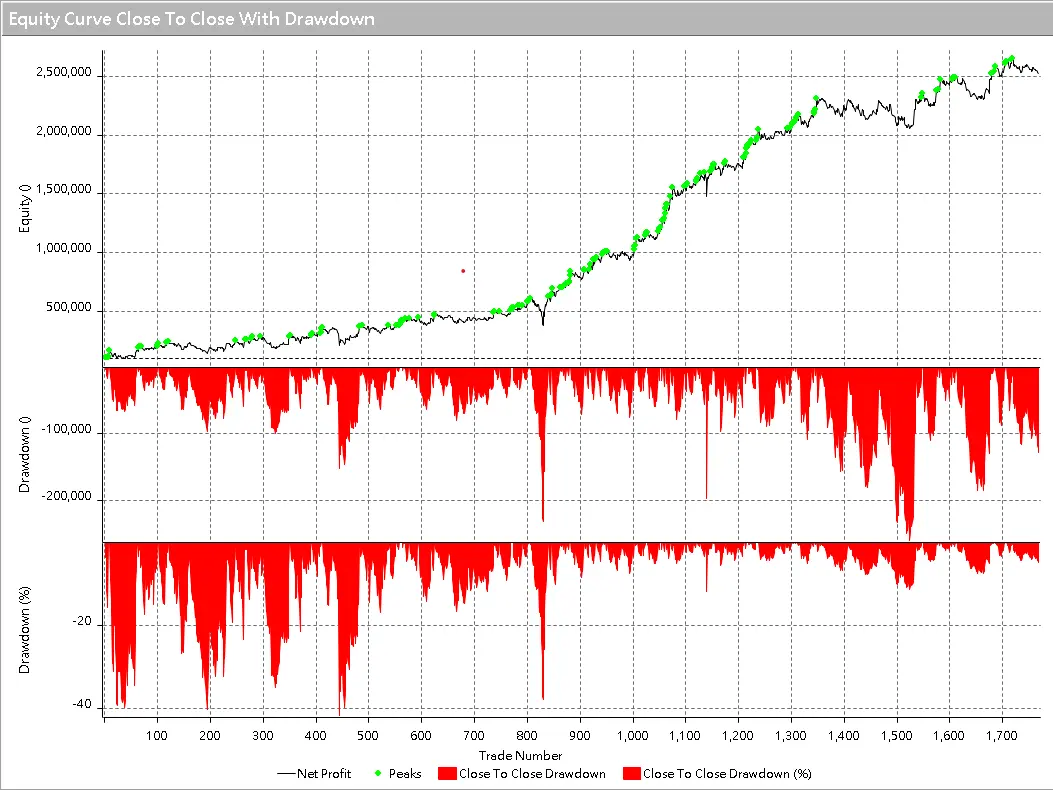 Equity Curve Close To Close With Drawdown
Equity ()
2,500,000
2,000,000
1,500,000
1,000,000
500,000
Drawdown ()
-100,000
-200,000
Drawdown (%)
-20
-40
100 200 300 400 500 600 700 800 900 1,000 1,100 1,200 1,300 1,400 1,500 1,600 1,700
Trade Number
Net Profit Peaks Close To Close Drawdown Close To Close Drawdown (%)